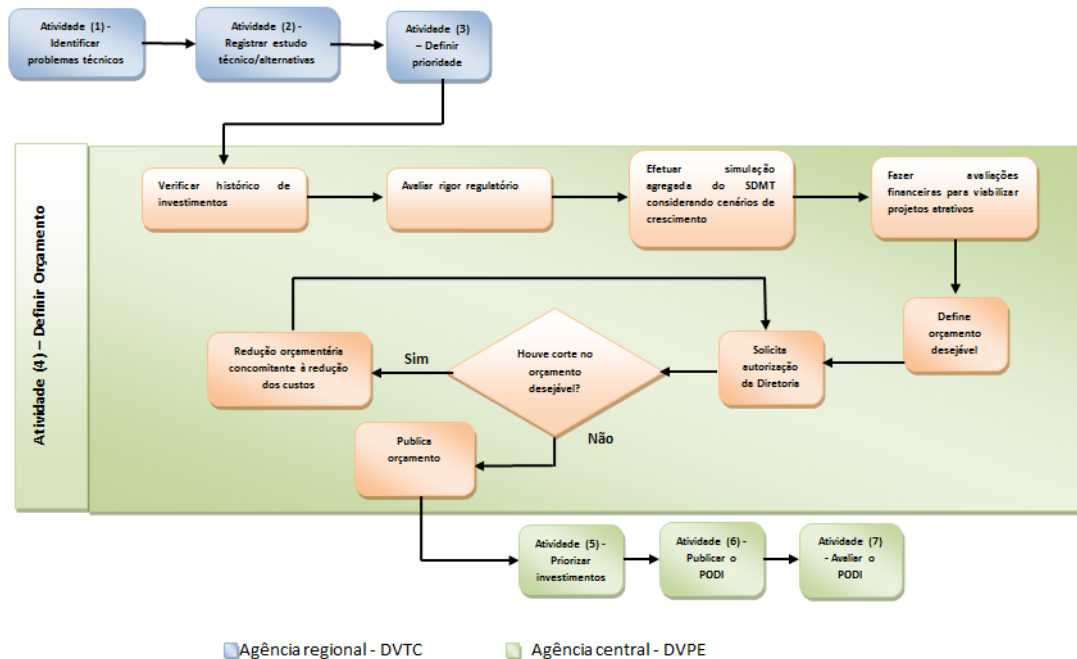 Atividade (1) -
Identificar
problemas técnicos
Atividade (2) -
Registrar estudo
técnico/alternativas
Atividade (3)
– Definir
prioridade
Atividade (4) – Definir Orçamento
Verificar histórico de
investimentos
Avaliar rigor regulatório
Efetuar simulação
agregada do SDMT
considerando cenários de
crescimento
Fazer avaliações
financeiras para viabilizar
projetos atrativos
Define
orçamento
desejável
Solicita
autorização
da Diretoria
Houve corte no
orçamento
desejável?
Sim
Redução orçamentária
concomitante à redução
dos custos
Não
Publica
orçamento
Atividade (5) -
Priorizar
investimentos
Atividade (6) -
Publicar o
PODI
Atividade (7)
- Avaliar o
PODI
Agência regional - DVTC
Agência central - DVPE